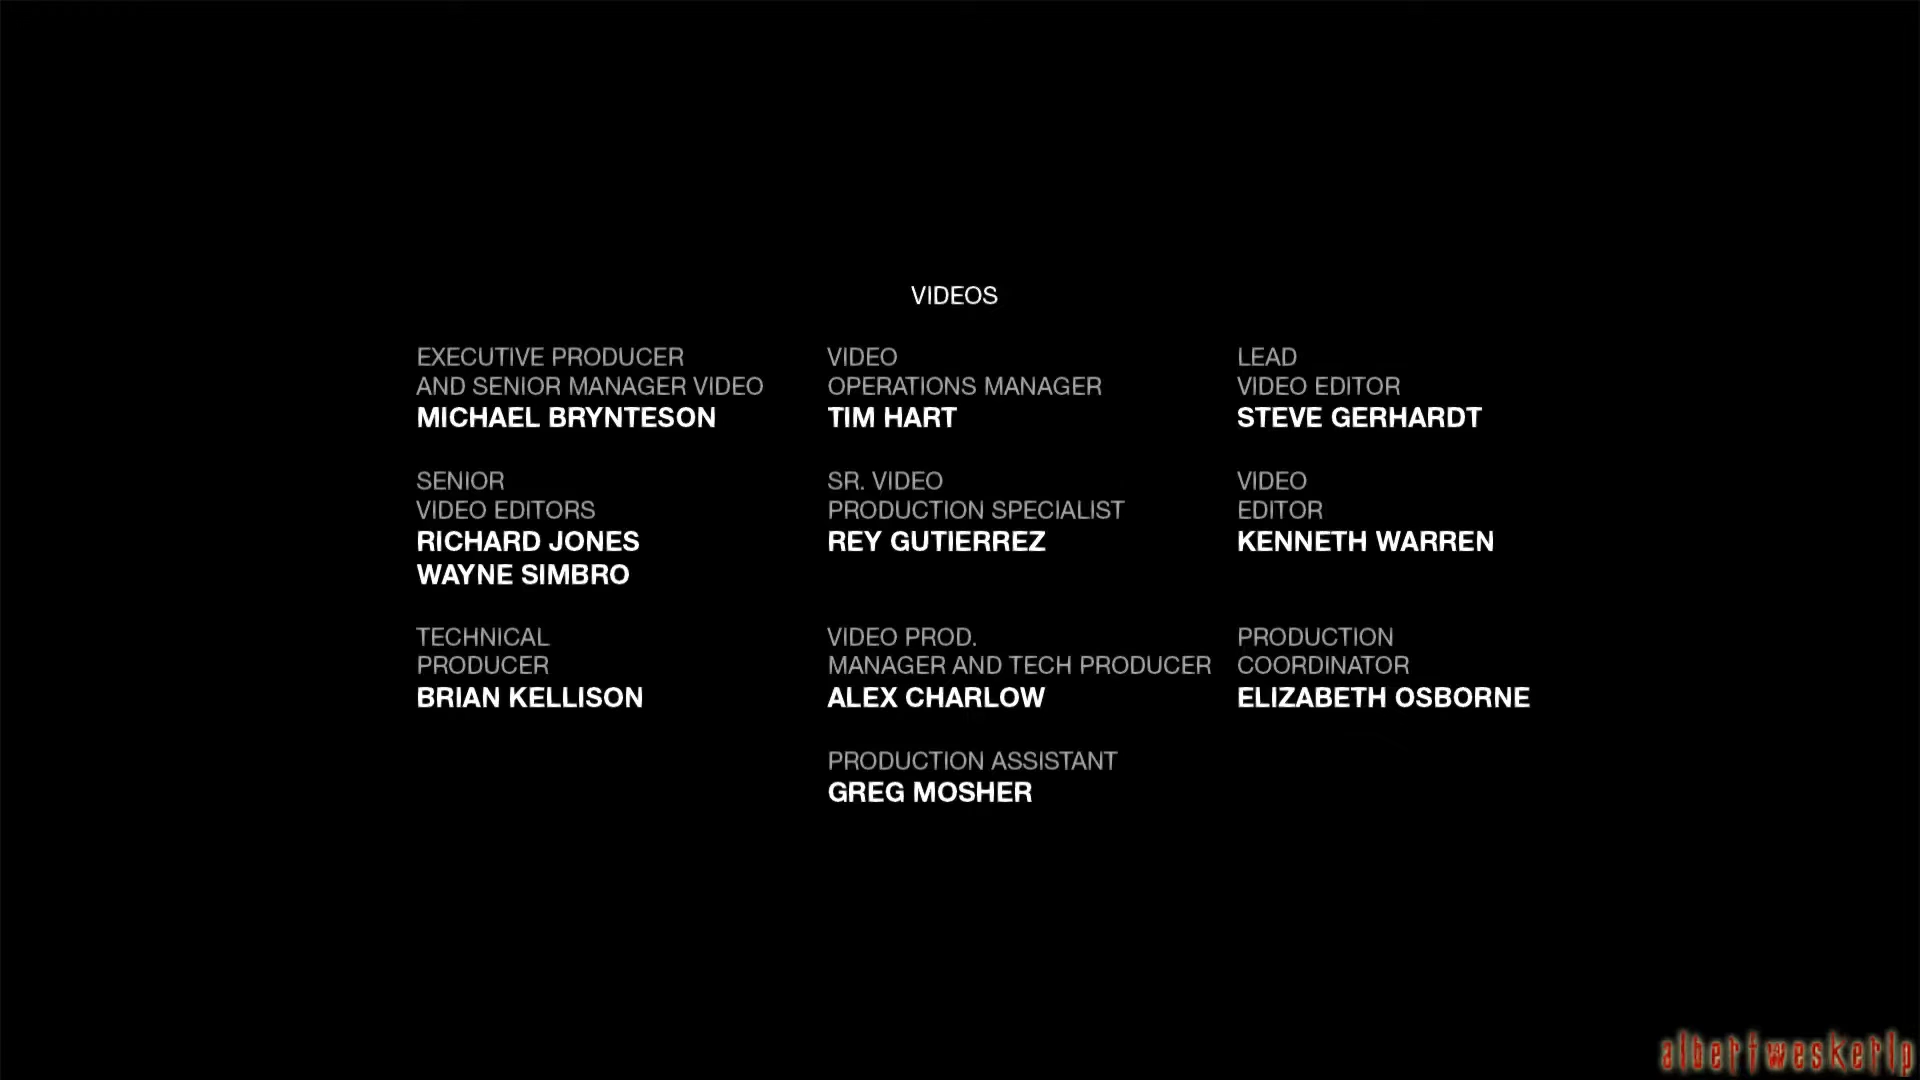 VIDEOS
EXECUTIVE PRODUCER
AND SENIOR MANAGER VIDEO
MICHAEL BRYNTESON
VIDEO
OPERATIONS MANAGER
TIM HART
LEAD
VIDEO EDITOR
STEVE GERHARDT
SENIOR
VIDEO EDITORS
RICHARD JONES
WAYNE SIMBRO
SR. VIDEO
PRODUCTION SPECIALIST
REY GUTIERREZ
VIDEO
EDITOR
KENNETH WARREN
TECHNICAL
PRODUCER
BRIAN KELLISON
VIDEO PROD.
MANAGER AND TECH PRODUCER
ALEX CHARLOW
PRODUCTION
COORDINATOR
ELIZABETH OSBORNE
PRODUCTION ASSISTANT
GREG MOSHER
albertweskerlp